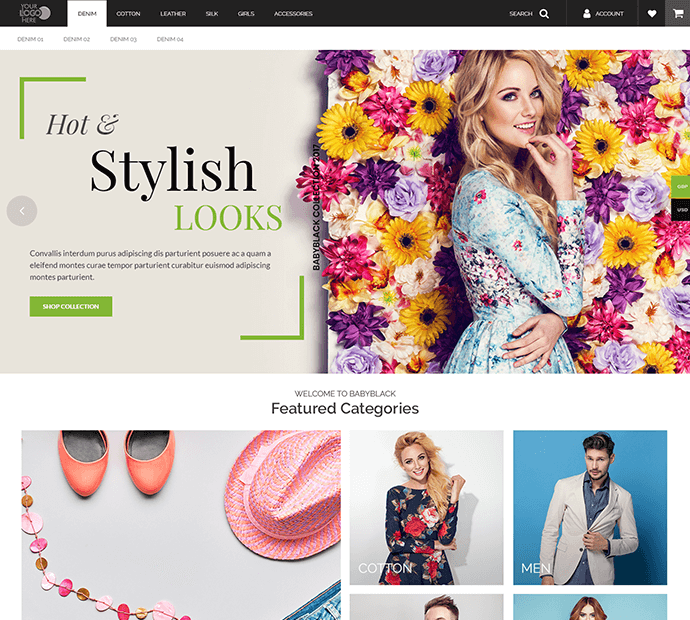 YOUR
LOGO
HERE
DENIM
COTTON
LEATHER
SILK
GIRLS
ACCESSORIES
SEARCH
ACCOUNT
DENIM 01
DENIM 02
DENIM 03
DENIM 04
Hot &
Stylish
LOOKS
BABYBLACK COLLECTION 2017
Convallis interdum purus adipiscing dis parturient posuere ac a quam a
eleifend montes curae tempor parturient curabitur euismod adipiscing
montes parturient.
SHOP COLLECTION
GBP
USD
WELCOME TO BABYBLACK
Featured Categories
COTTON
MEN